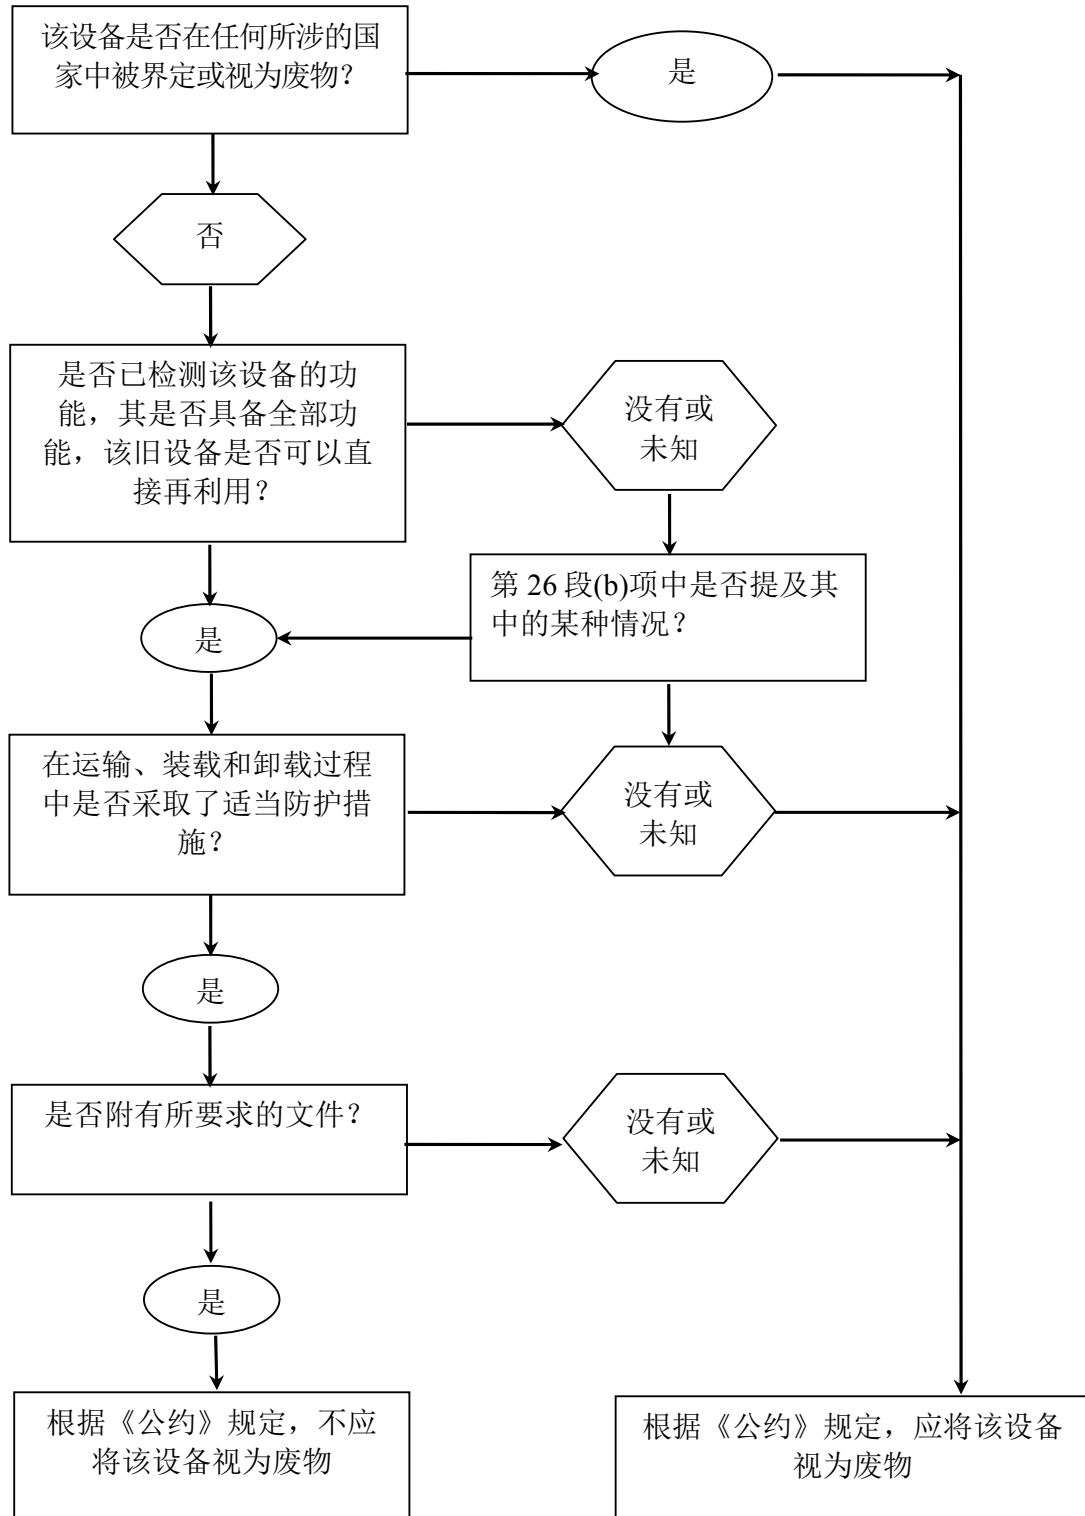 该设备是否在任何所涉的国
家中被界定或视为废物？
是
否
是否已检测该设备的功
能，其是否具备全部功
能，该旧设备是否可以直
接再利用？
没有或
未知
第 26 段(b)项中是否提及其
中的某种情况？
是
在运输、装载和卸载过程
中是否采取了适当防护措
施？
没有或
未知
是
是否附有所要求的文件？
没有或
未知
是
根据《公约》规定，不应
将该设备视为废物
根据《公约》规定，应将该设备
视为废物